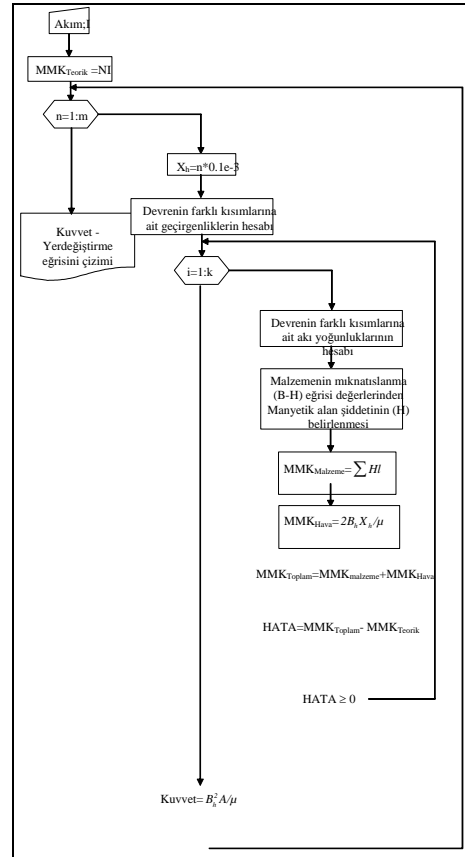 Akım;I
MMK_Teorik =NI
n=1:m
X_h=n*0.1e-3
Devrenin farklı kısımlarına
ait geçirgenliklerin hesabı
Kuvvet -
Yerdeğiştirme
eğrisini çizimi
i=1:k
Devrenin farklı kısımlarına
ait akı yoğunluklarının
hesabı
Malzemenin mıknatıslanma
(B-H) eğrisi değerlerinden
Manyetik alan şiddetinin (H)
belirlenmesi
MMK_Malzeme=∑Hl
MMK_Hava=2B_hX_h/μ
MMK_Toplam=MMK_malzeme+MMK_Hava
HATA=MMK_Toplam- MMK_Teorik
HATA ≥ 0
Kuvvet=B_h^2A/μ